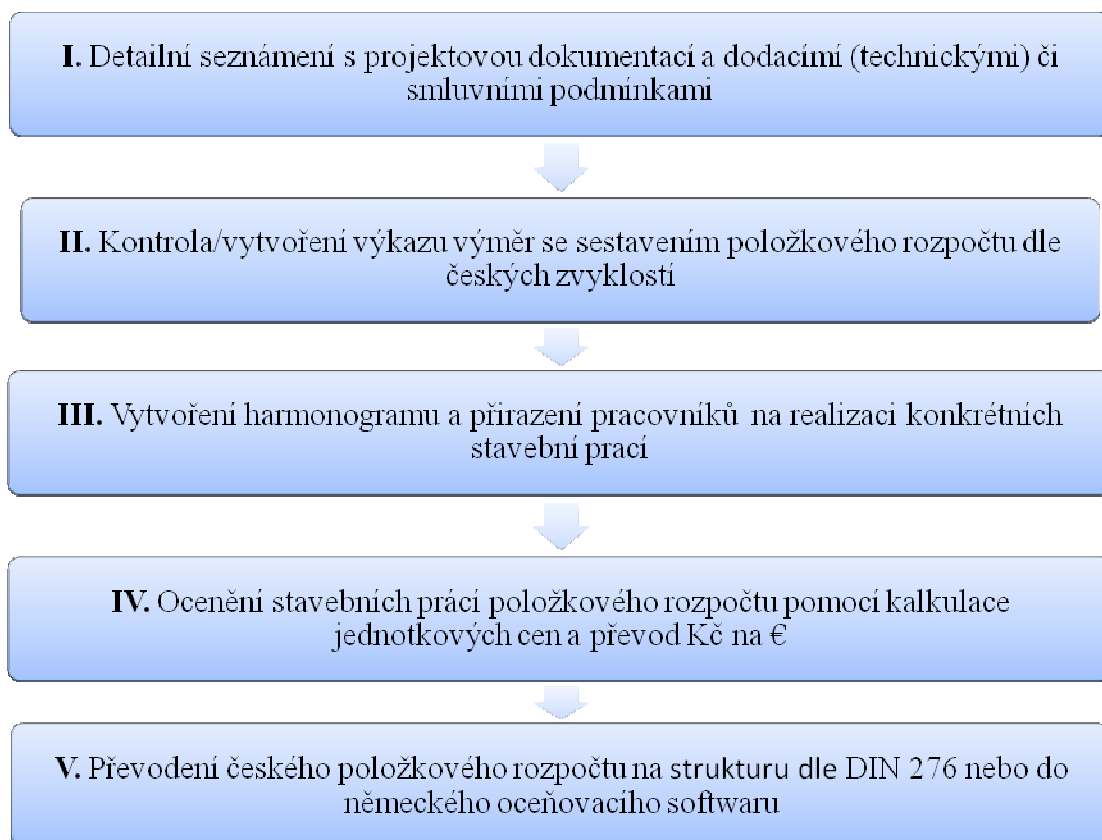 I. Detailní seznámení s projektovou dokumentací a dodacími (technickými) či
smluvními podmínkami
II. Kontrola/vytvoření výkazu výměr se sestavením položkového rozpočtu dle
českých zvyklostí
III. Vytvoření harmonogramu a přirazení pracovníků na realizaci konkrétních
stavební prací
IV. Ocenění stavebních prácí položkového rozpočtu pomocí kalkulace
jednotkových cen a převod Kč na €
V. Převodení českého položkového rozpočtu na strukturu dle DIN 276 nebo do
německého oceňovacího softwaru